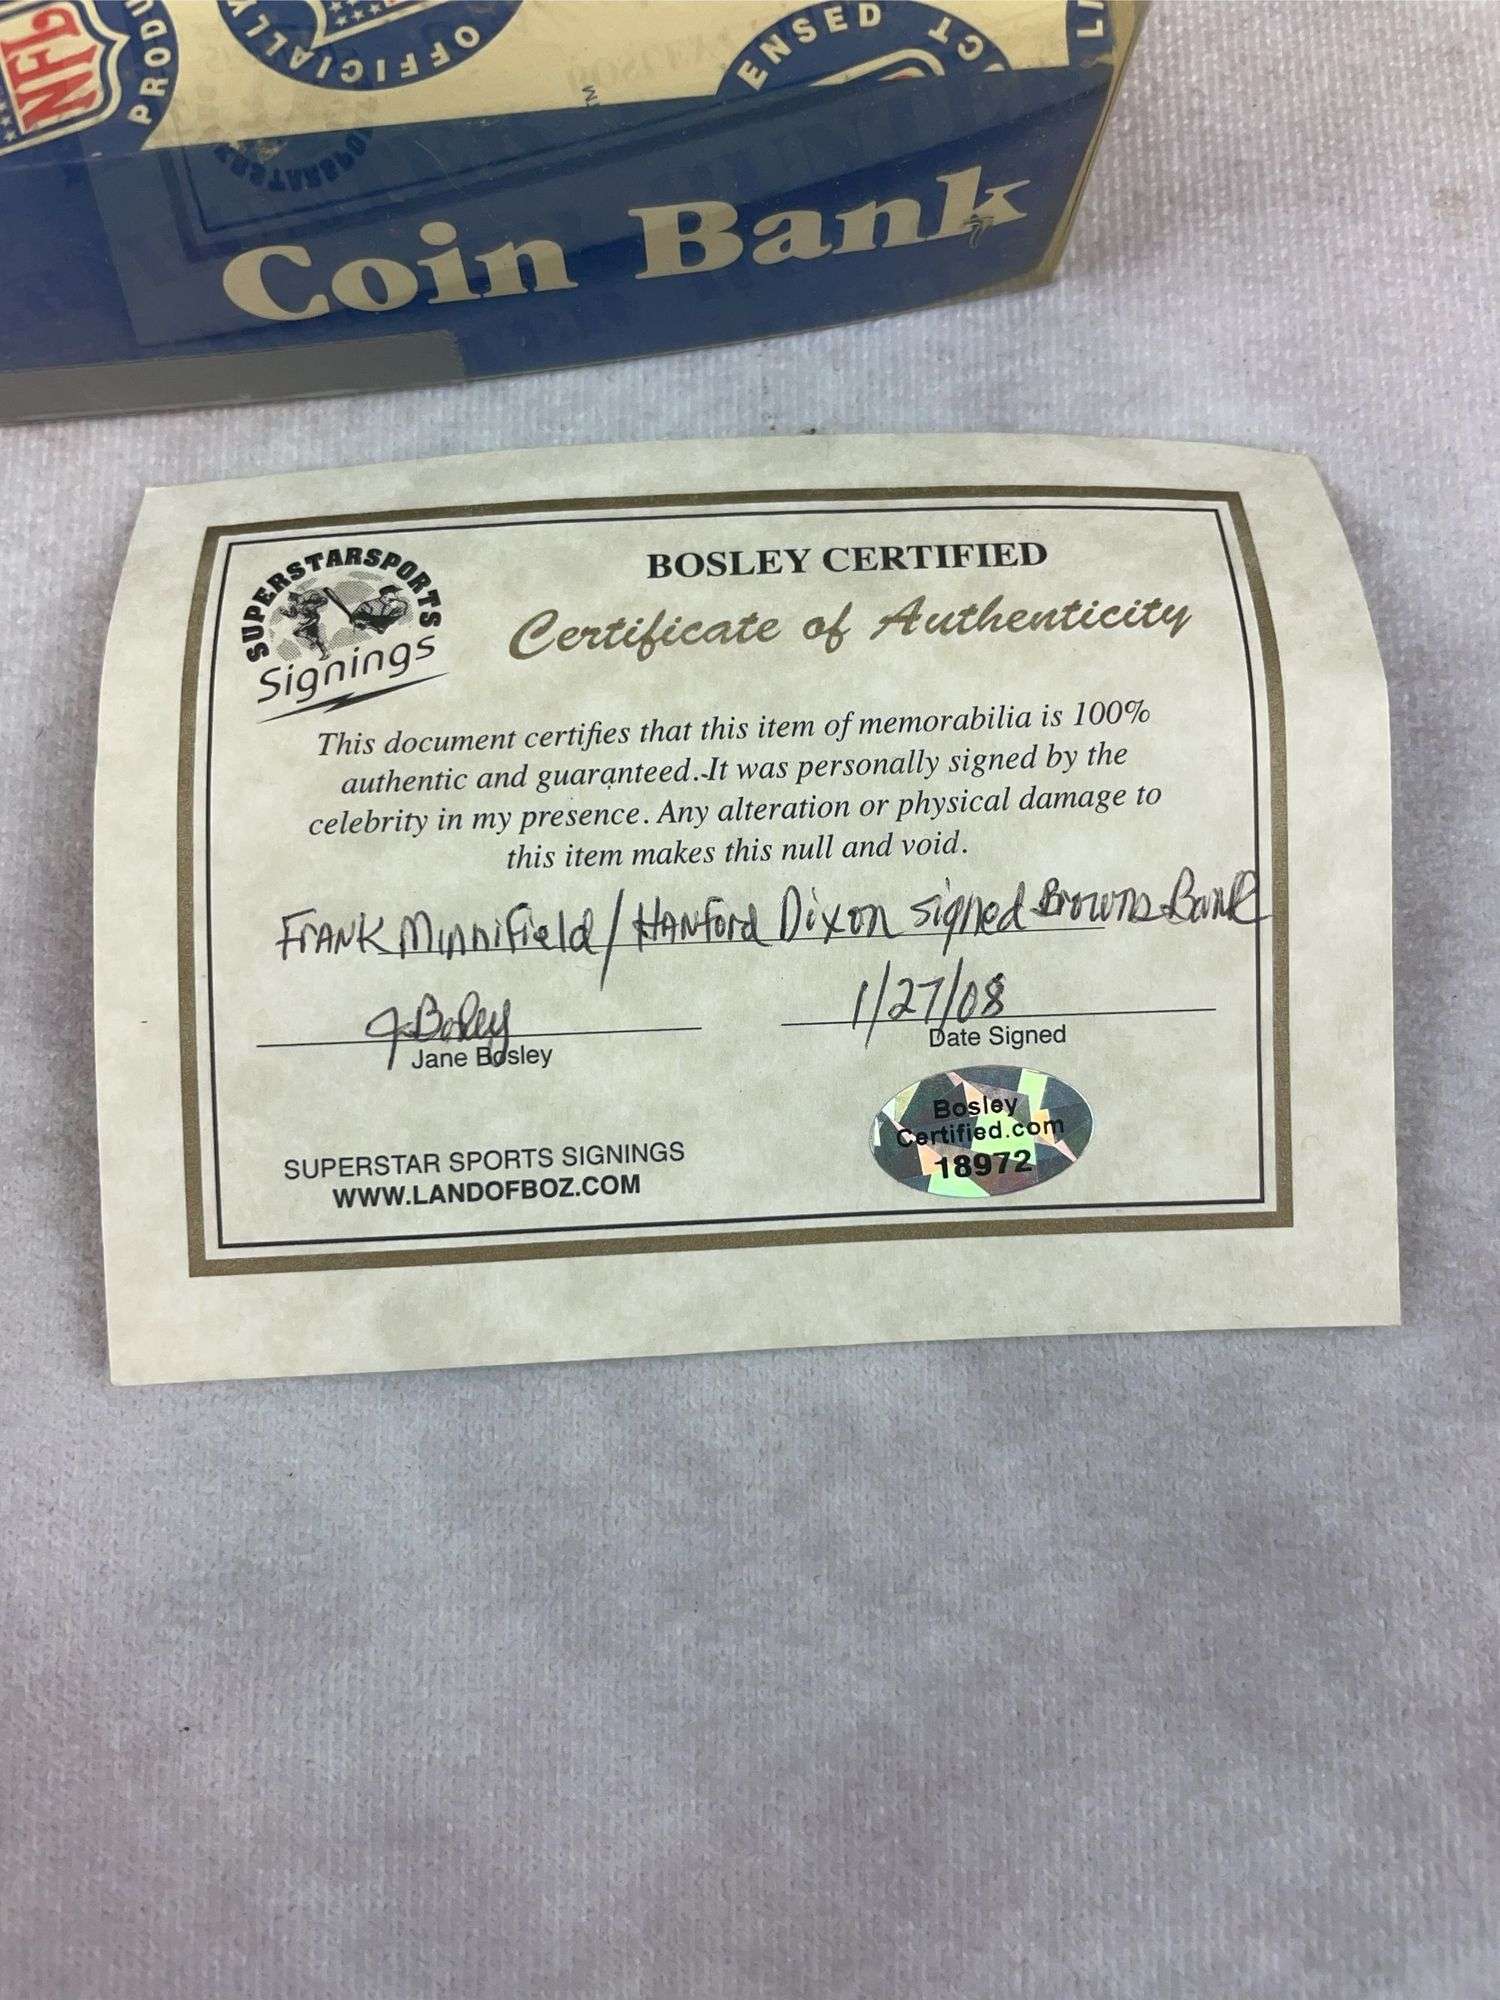 NFL
PRODU
OFFICIALLY
ENSED
CT
LI
Coin Bank
SUPERSTARSPORTS
Signings
BOSLEY CERTIFIED
Certificate of Authenticity
This document certifies that this item of memorabilia is 100%
authentic and guaranteed. It was personally signed by the
celebrity in my presence. Any alteration or physical damage to
this item makes this null and void.
FRANK Minnifield / HANford Dixon signed Browns Bank
J Bosley
1/27/08
Jane Bosley
Date Signed
Bosley
Certified.com
18972
SUPERSTAR SPORTS SIGNINGS
WWW.LANDOFBOZ.COM